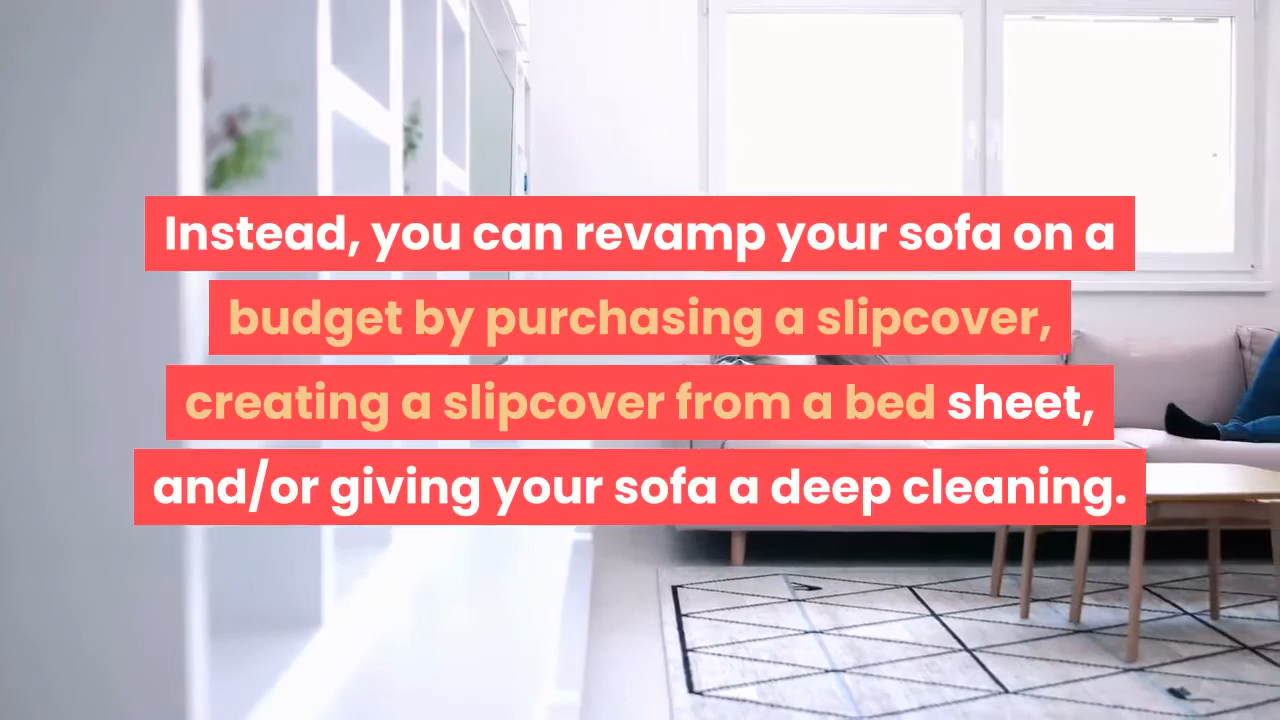 Instead, you can revamp your sofa on a
budget by purchasing a slipcover,
creating a slipcover from a bed sheet,
and/or giving your sofa a deep cleaning.